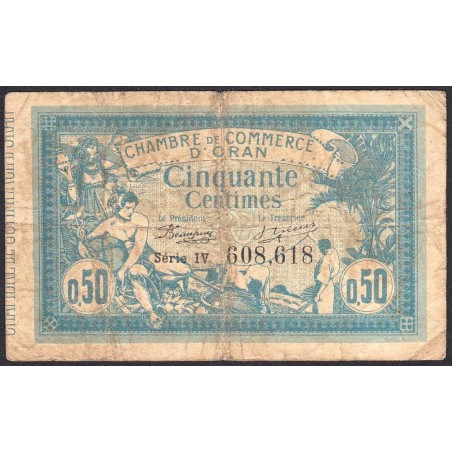 CHAMBRE DE COMMERCE
D'ORAN
Cinquante
Centimes
Le Président Le Trésorier
Série IV 608,618
0,50 0,50